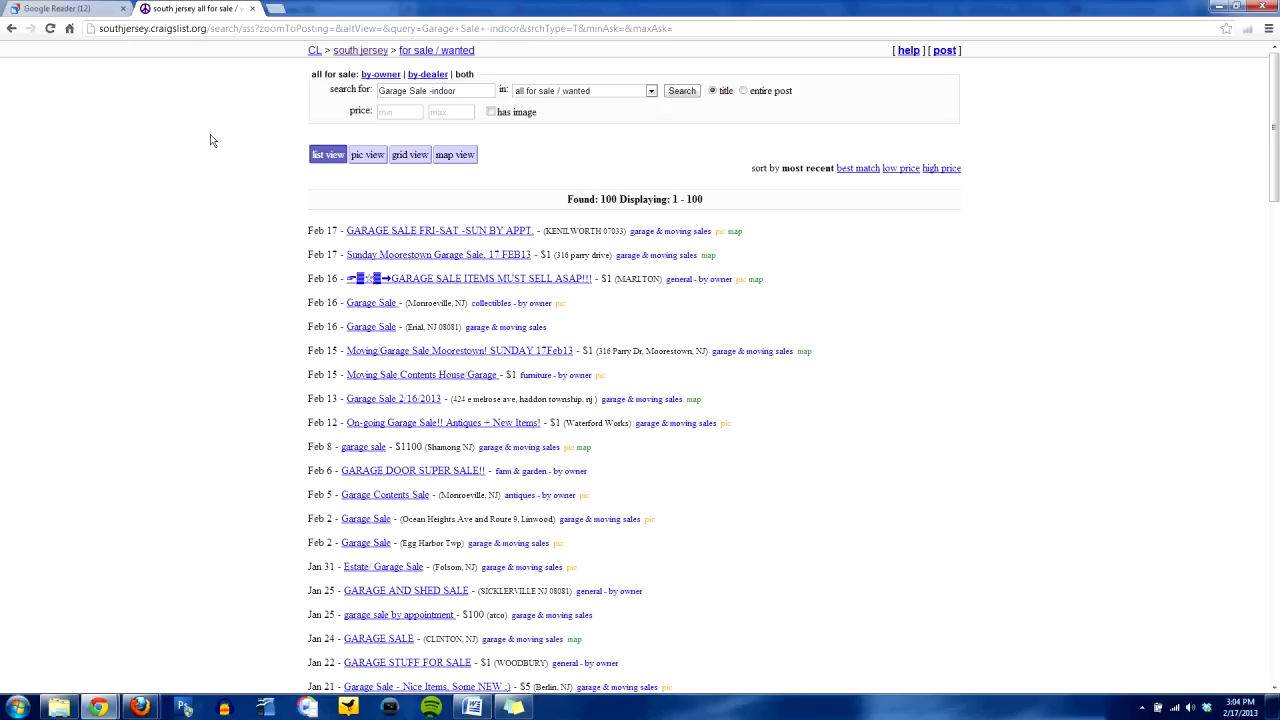 Google Reader (12)
south jersey all for sale /
southjersey.craigslist.org/search/sss?zoomToPosting=&altView=&query=Garage+Sale+-indoor&srchType=T&minAsk=&maxAsk=
CL > south jersey > for sale / wanted [ help ] [ post ]
all for sale: by-owner | by-dealer | both
search for: Garage Sale -indoor in: all for sale / wanted Search title entire post
price: min max has image
list view pic view grid view map view
sort by most recent best match low price high price
Found: 100 Displaying: 1 - 100
Feb 17 - GARAGE SALE FRI-SAT -SUN BY APPT. - (KENILWORTH 07033) garage & moving sales pic map
Feb 17 - Sunday Moorestown Garage Sale. 17 FEB13 - $1 (316 parry drive) garage & moving sales map
Feb 16 - ☞▓☆▓➞GARAGE SALE ITEMS MUST SELL ASAP!!! - $1 (MARLTON) general - by owner pic map
Feb 16 - Garage Sale - (Monroeville, NJ) collectibles - by owner pic
Feb 16 - Garage Sale - (Erial, NJ 08081) garage & moving sales
Feb 15 - Moving/Garage Sale Moorestown! SUNDAY 17Feb13 - $1 (316 Parry Dr, Moorestown, NJ) garage & moving sales map
Feb 15 - Moving Sale Contents House/Garage - $1 furniture - by owner pic
Feb 13 - Garage Sale 2/16/2013 - (424 e melrose ave, haddon township, nj ) garage & moving sales map
Feb 12 - On-going Garage Sale!! Antiques + New Items! - $1 (Waterford Works) garage & moving sales pic
Feb 8 - garage sale - $1100 (Shamong NJ) garage & moving sales pic map
Feb 6 - GARAGE DOOR SUPER SALE!! - farm & garden - by owner
Feb 5 - Garage Contents Sale - (Monroeville, NJ) antiques - by owner pic
Feb 2 - Garage Sale - (Ocean Heights Ave and Route 9, Linwood) garage & moving sales pic
Feb 2 - Garage Sale - (Egg Harbor Twp) garage & moving sales pic
Jan 31 - Estate/ Garage Sale - (Folsom, NJ) garage & moving sales pic
Jan 25 - GARAGE AND SHED SALE - (SICKLERVILLE NJ 08081) general - by owner
Jan 25 - garage sale by appointment - $100 (atco) garage & moving sales
Jan 24 - GARAGE SALE - (CLINTON, NJ) garage & moving sales map
Jan 22 - GARAGE STUFF FOR SALE - $1 (WOODBURY) general - by owner
Jan 21 - Garage Sale - Nice Items, Some NEW ;) - $5 (Berlin, NJ) garage & moving sales pic
3:04 PM
2/17/2013